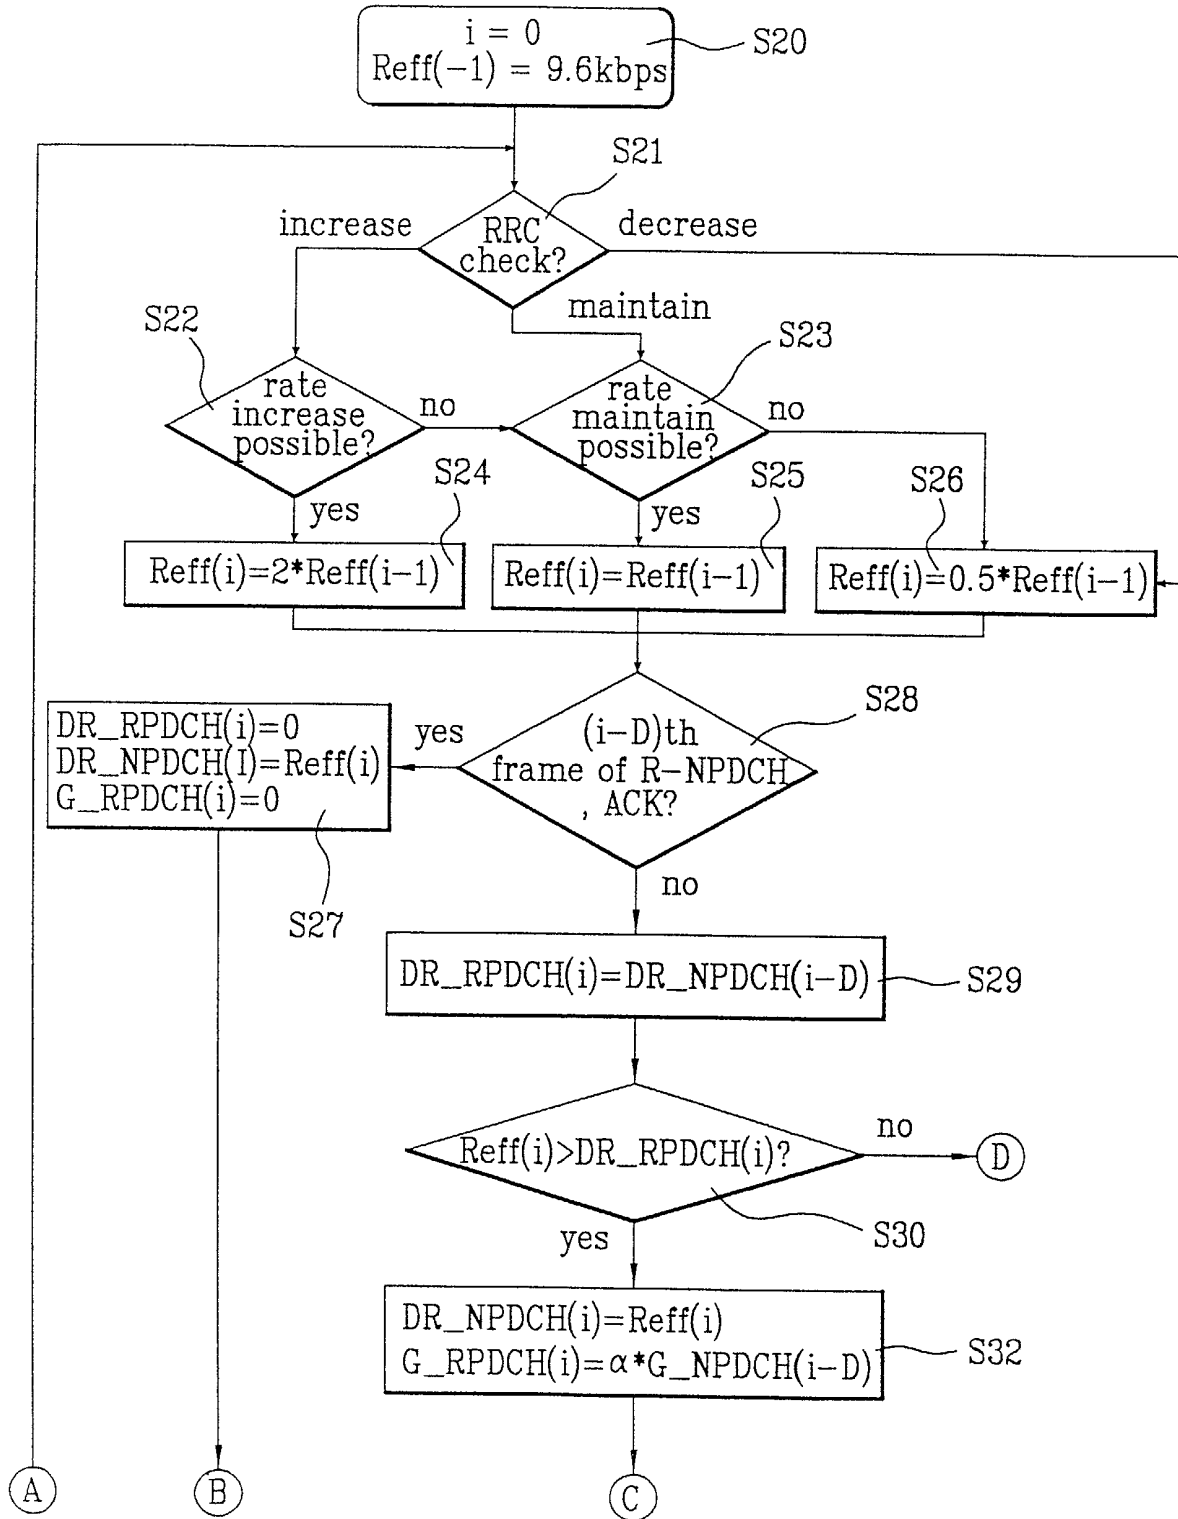 i = 0
Reff(-1) = 9.6kbps
S20
S21
increase
RRC
check?
decrease
maintain
S22
S23
rate
increase
possible?
no
rate
maintain
possible?
no
S24
S25
S26
yes
yes
Reff(i)=2*Reff(i-1)
Reff(i)=Reff(i-1)
Reff(i)=0.5*Reff(i-1)
S28
DR_RPDCH(i)=0
DR_NPDCH(I)=Reff(i)
G_RPDCH(i)=0
yes
(i-D)th
frame of R-NPDCH
, ACK?
S27
no
DR_RPDCH(i)=DR_NPDCH(i-D)
S29
Reff(i)>DR_RPDCH(i)?
no
D
S30
yes
DR_NPDCH(i)=Reff(i)
G_RPDCH(i)=α*G_NPDCH(i-D)
S32
A
B
C